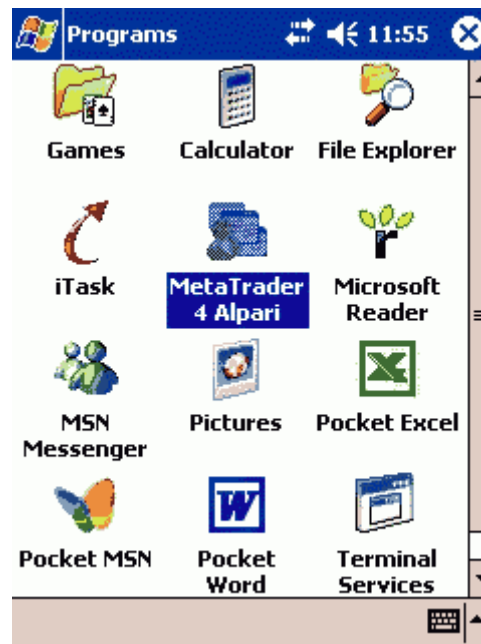 Programs 11:55
Games Calculator File Explorer
iTask MetaTrader Microsoft
4 Alpari Reader
MSN Pictures Pocket Excel
Messenger
Pocket MSN Pocket Terminal
Word Services